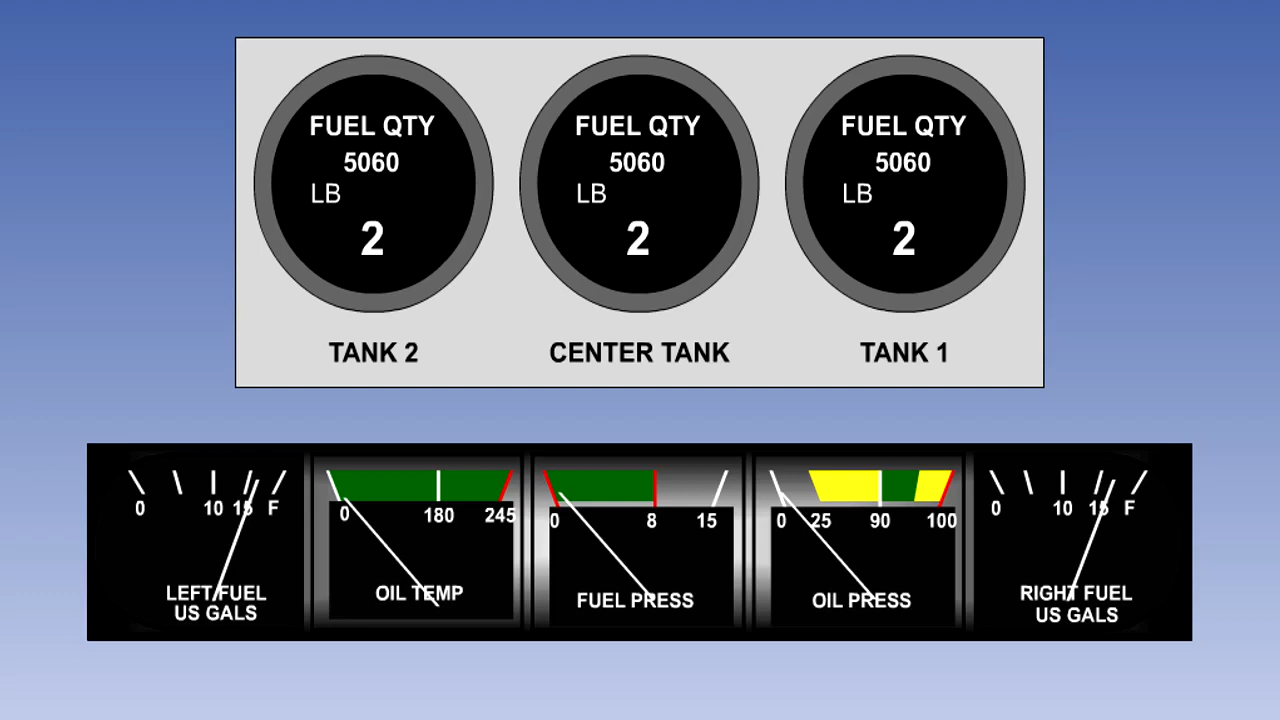 FUEL QTY
5060
LB
2
TANK 2
FUEL QTY
5060
LB
2
CENTER TANK
FUEL QTY
5060
LB
2
TANK 1
0 10 15 F
LEFT FUEL
US GALS
0 180 245
OIL TEMP
0 8 15
FUEL PRESS
0 25 90 100
OIL PRESS
0 10 15 F
RIGHT FUEL
US GALS